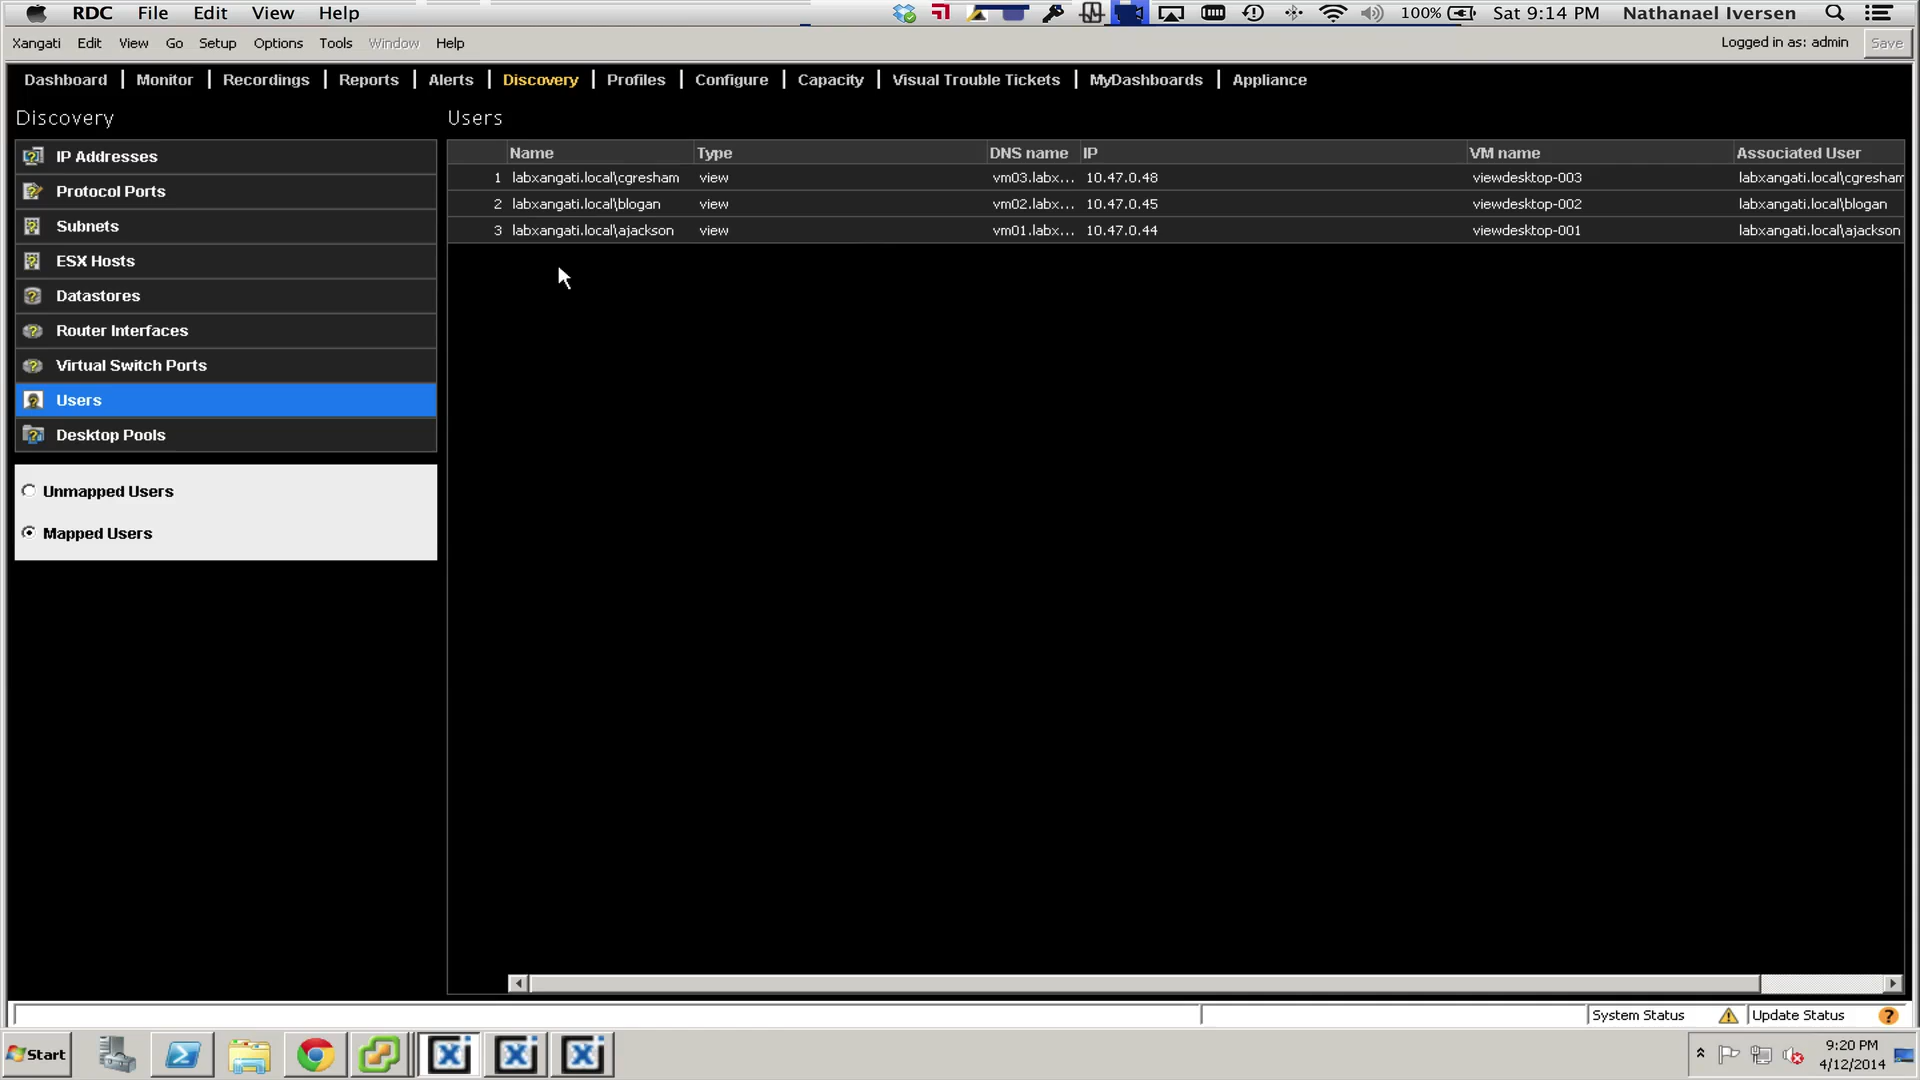 RDC File Edit View Help 100% Sat 9:14 PM Nathanael Iversen
Xangati Edit View Go Setup Options Tools Window Help Logged in as: admin Save
Dashboard Monitor Recordings Reports Alerts Discovery Profiles Configure Capacity Visual Trouble Tickets MyDashboards Appliance
Discovery
IP Addresses
Protocol Ports
Subnets
ESX Hosts
Datastores
Router Interfaces
Virtual Switch Ports
Users
Desktop Pools
Unmapped Users
Mapped Users
Users
Name Type DNS name IP VM name Associated User
1 labxangati.local\cgresham view vm03.labx... 10.47.0.48 viewdesktop-003 labxangati.local\cgresham
2 labxangati.local\blogan view vm02.labx... 10.47.0.45 viewdesktop-002 labxangati.local\blogan
3 labxangati.local\ajackson view vm01.labx... 10.47.0.44 viewdesktop-001 labxangati.local\ajackson
System Status Update Status
Start
9:20 PM
4/12/2014